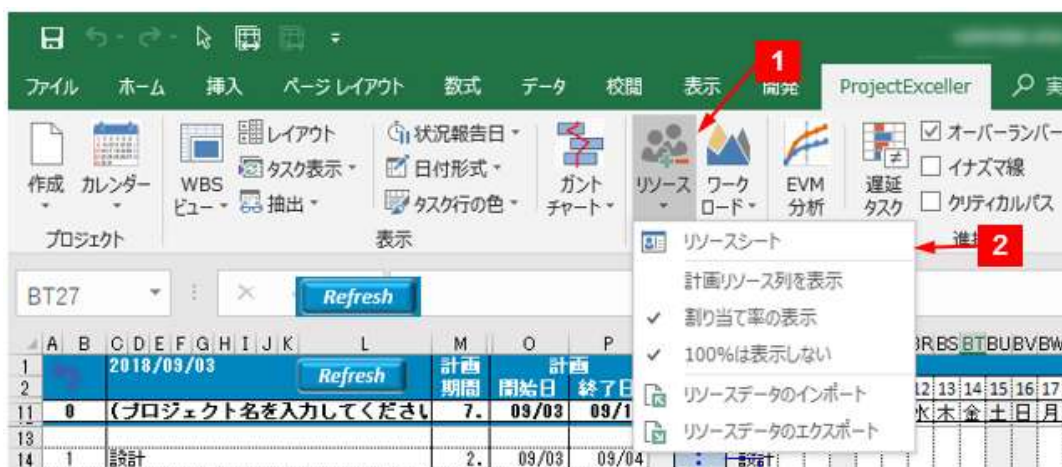 1
ファイル ホーム 挿入 ページ レイアウト 数式 データ 校閲 表示 開発 ProjectExceller 実
レイアウト 状況報告日 オーバーランバー
タスク表示 日付形式 イナズマ線
作成 カレンダー WBS ビュー 抽出 タスク行の色 ガント チャート リソース ワーク ロード EVM 分析 遅延 タスク クリティカルパス
プロジェクト 表示
リソースシート
2
計画リソース列を表示
割り当て率の表示
100%は表示しない
リソースデータのインポート
リソースデータのエクスポート
BT27 Refresh
A B C D E F G H I J K L M O P BR BS BT BU BV BW
1 2018/09/03 Refresh 計画 計画
2 期間 開始日 終了日 12 13 14 15 16 17
11 0 (プロジェクト名を入力してください 7. 09/03 09/1 水 木 金 土 日 月
13
14 1 設計 2. 09/03 09/04 設計